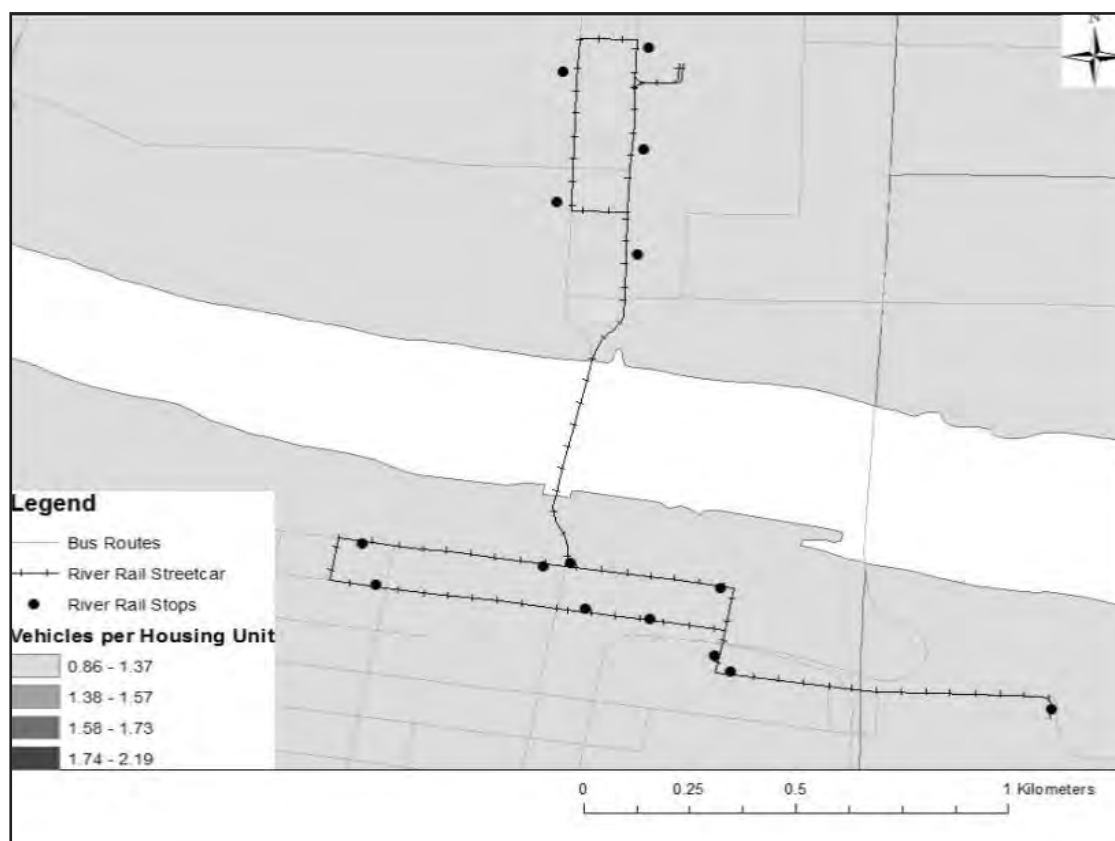 N
Legend
Bus Routes
River Rail Streetcar
River Rail Stops
Vehicles per Housing Unit
0.86 - 1.37
1.38 - 1.57
1.58 - 1.73
1.74 - 2.19
0 0.25 0.5 1 Kilometers